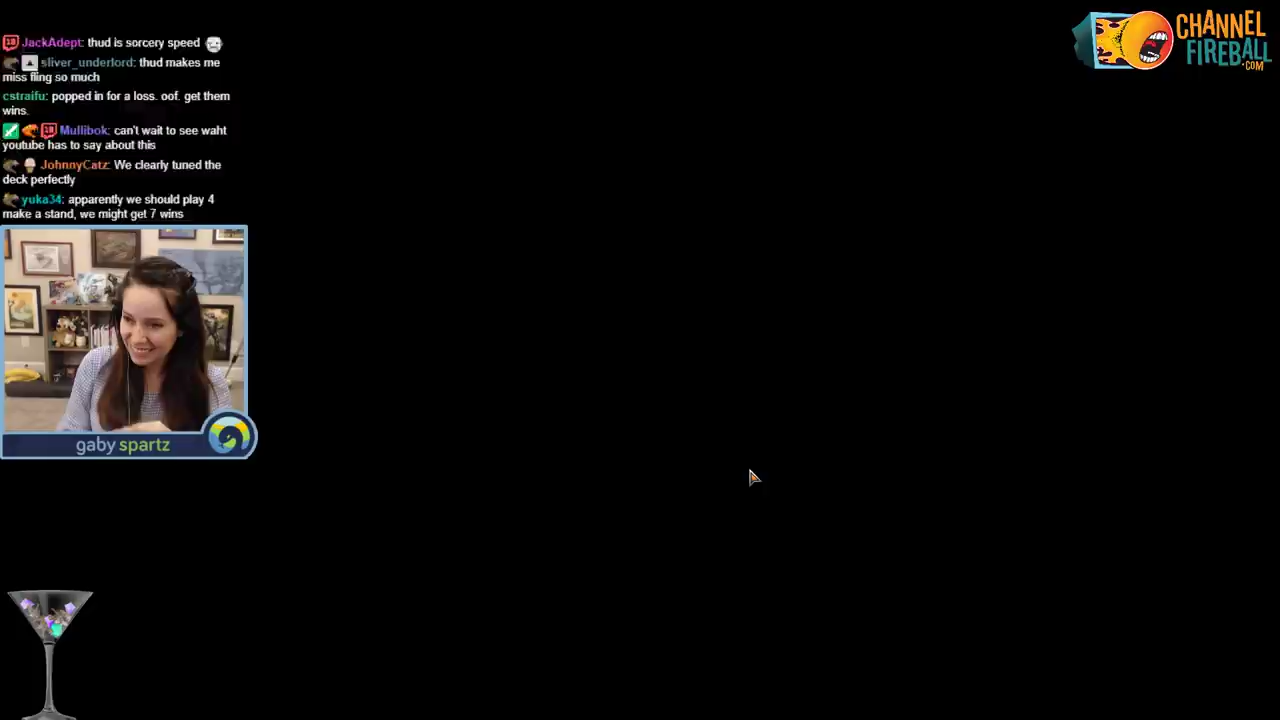 CHANNEL
FIREBALL
.COM
JackAdept: thud is sorcery speed
sliver_underlord: thud makes me
miss fling so much
cstraifu: popped in for a loss. oof. get them
wins.
Mullibok: can't wait to see waht
youtube has to say about this
JohnnyCatz: We clearly tuned the
deck perfectly
yuka34: apparently we should play 4
make a stand, we might get 7 wins
gaby spartz